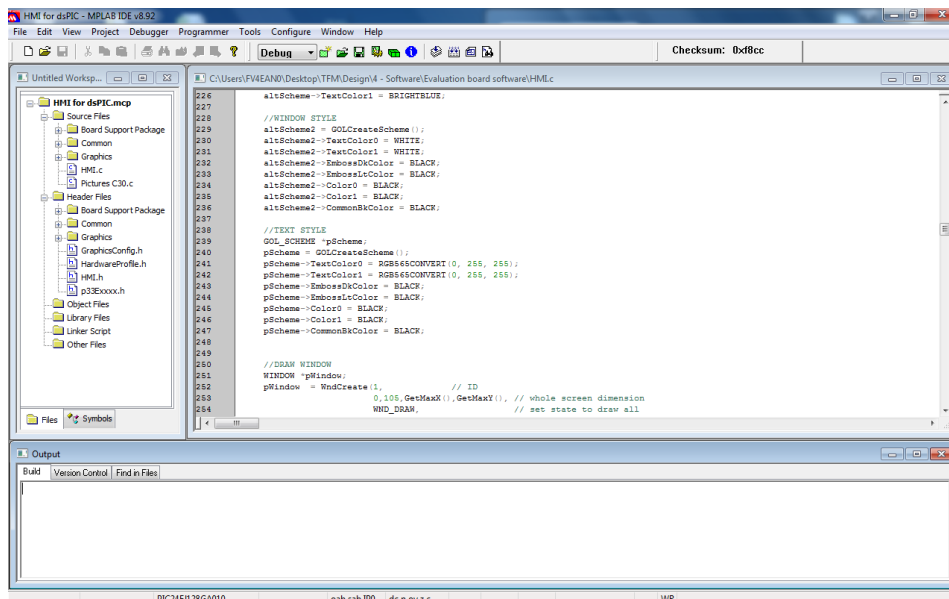 HMI for dsPIC - MPLAB IDE v8.92
File Edit View Project Debugger Programmer Tools Configure Window Help
Debug
Checksum: 0xd8cc
Untitled Worksp...
HMI for dsPIC.mcp
Source Files
Board Support Package
Common
Graphics
HMI.c
Pictures C30.c
Header Files
Board Support Package
Common
Graphics
GraphicsConfig.h
HardwareProfile.h
HMI.h
p33Exxxx.h
Object Files
Library Files
Linker Script
Other Files
Files Symbols
C:\Users\FV4EAN0\Desktop\TFM\Design\4 - Software\Evaluation board software\HMI.c
226 altScheme->TextColor1 = BRIGHTBLUE;
227
228 //WINDOW STYLE
229 altScheme2 = GOLCreateScheme();
230 altScheme2->TextColor0 = WHITE;
231 altScheme2->TextColor1 = WHITE;
232 altScheme2->EmbossDkColor = BLACK;
233 altScheme2->EmbossLtColor = BLACK;
234 altScheme2->Color0 = BLACK;
235 altScheme2->Color1 = BLACK;
236 altScheme2->CommonBkColor = BLACK;
237
238 //TEXT STYLE
239 GOL_SCHEME *pScheme;
240 pScheme = GOLCreateScheme();
241 pScheme->TextColor0 = RGB565CONVERT(0, 255, 255);
242 pScheme->TextColor1 = RGB565CONVERT(0, 255, 255);
243 pScheme->EmbossDkColor = BLACK;
244 pScheme->EmbossLtColor = BLACK;
245 pScheme->Color0 = BLACK;
246 pScheme->Color1 = BLACK;
247 pScheme->CommonBkColor = BLACK;
248
249
250 //DRAW WINDOW
251 WINDOW *pWindow;
252 pWindow = WndCreate(1, // ID
253 0,105,GetMaxX(),GetMaxY(), // whole screen dimension
254 WND_DRAW, // set state to draw all
Output
Build Version Control Find in Files